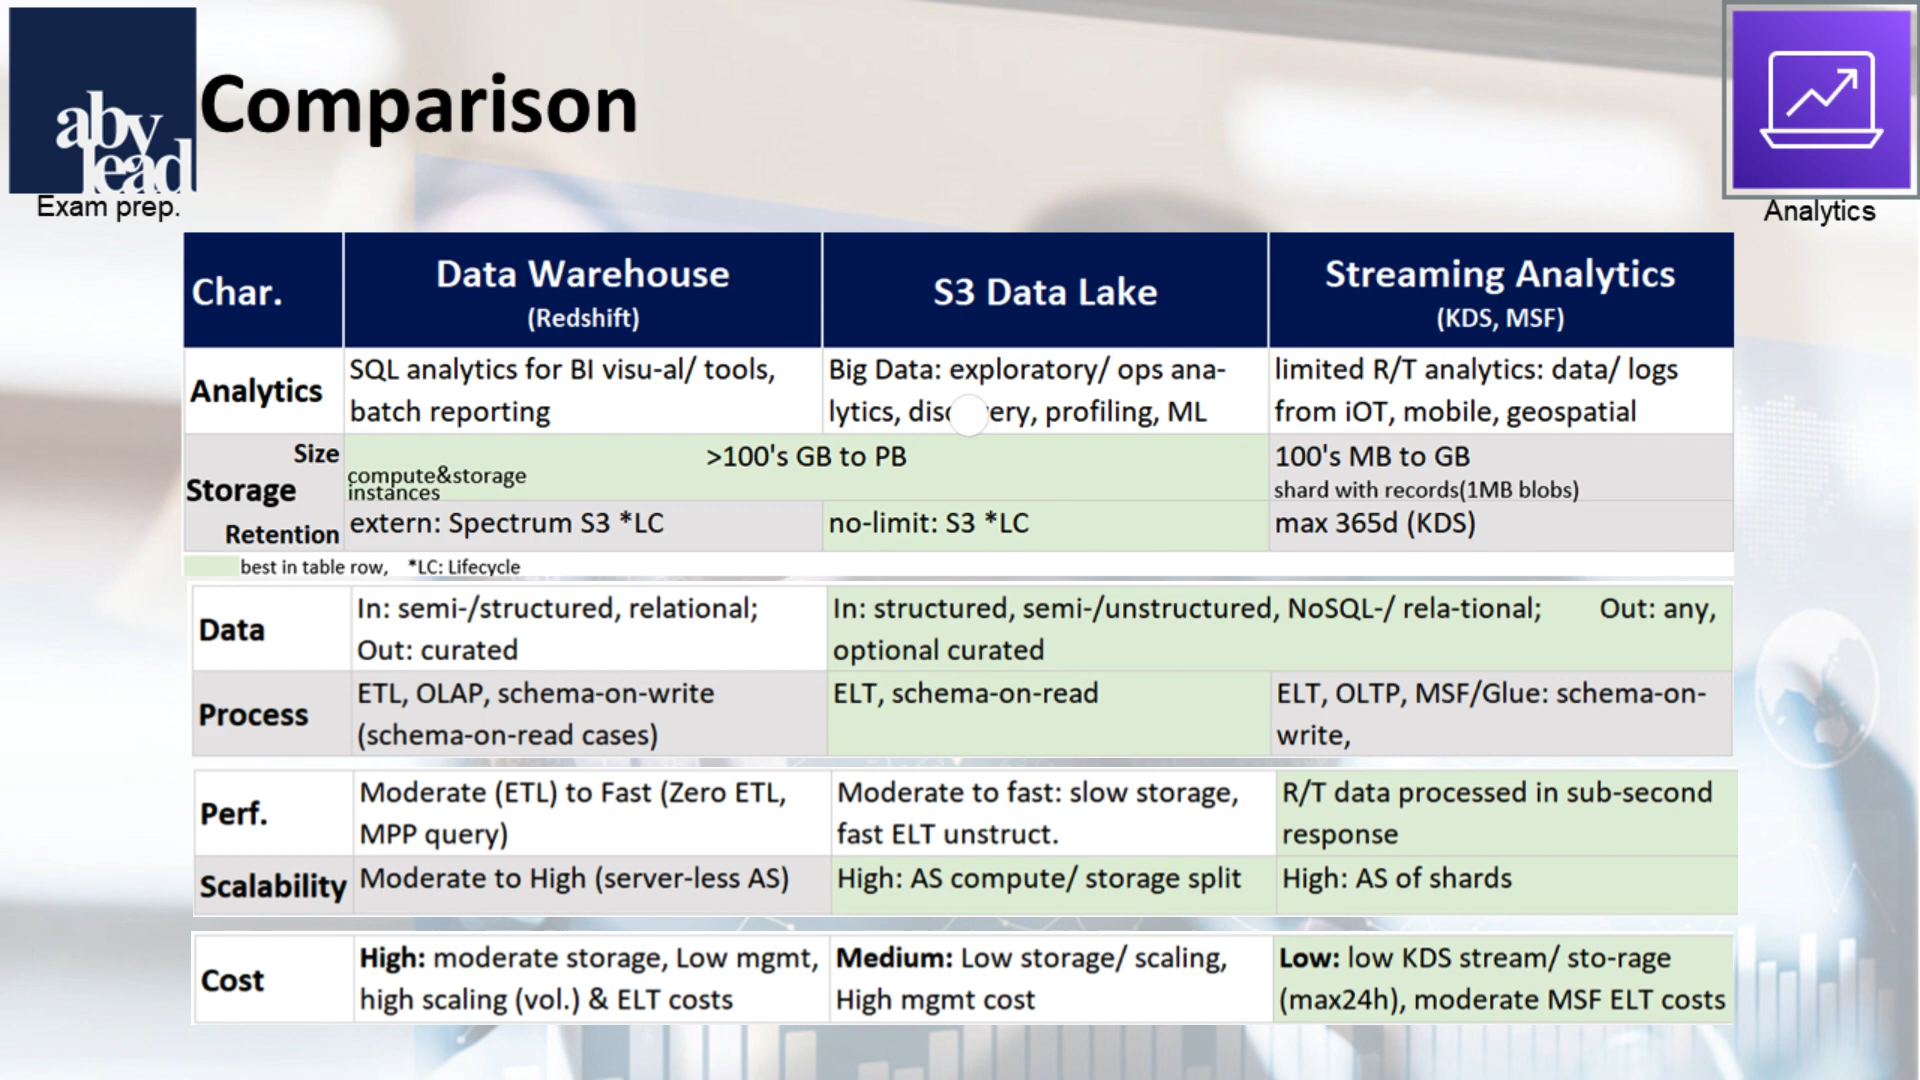 aby
lead
Exam prep.
Comparison
Analytics
Char.
Data Warehouse
(Redshift)
S3 Data Lake
Streaming Analytics
(KDS, MSF)
Analytics
SQL analytics for BI visu-al/ tools,
batch reporting
Big Data: exploratory/ ops ana-
lytics, profiling, ML
limited R/T analytics: data/ logs
from iOT, mobile, geospatial
Storage
Size
>100's GB to PB
compute&storage
instances
100's MB to GB
shard with records(1MB blobs)
Retention
extern: Spectrum S3 *LC
no-limit: S3 *LC
max 365d (KDS)
best in table row, *LC: Lifecycle
Data
In: semi-/structured, relational;
Out: curated
In: structured, semi-/unstructured, NoSQL-/ rela-tional; Out: any,
optional curated
Process
ETL, OLAP, schema-on-write
(schema-on-read cases)
ELT, schema-on-read
ELT, OLTP, MSF/Glue: schema-on-
write,
Perf.
Moderate (ETL) to Fast (Zero ETL,
MPP query)
Moderate to fast: slow storage,
fast ELT unstruct.
R/T data processed in sub-second
response
Scalability
Moderate to High (server-less AS)
High: AS compute/ storage split
High: AS of shards
Cost
High: moderate storage, Low mgmt,
high scaling (vol.) & ELT costs
Medium: Low storage/ scaling,
High mgmt cost
Low: low KDS stream/ sto-rage
(max24h), moderate MSF ELT costs